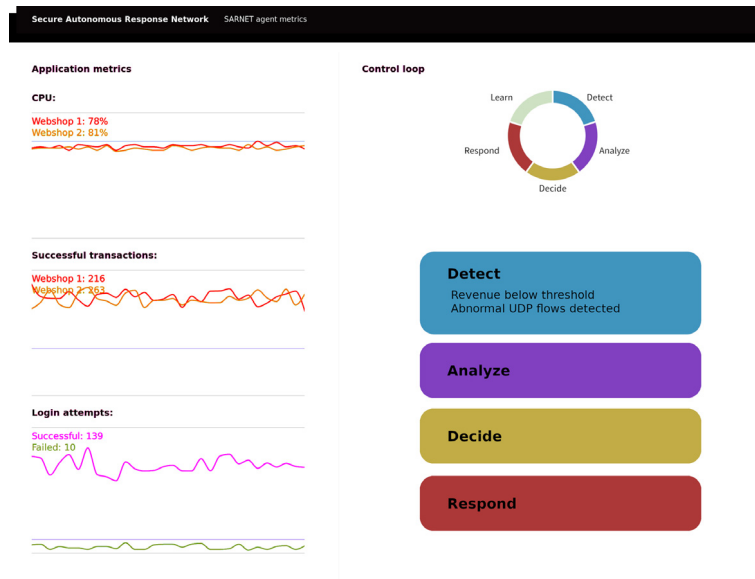 Secure Autonomous Response Network SARNET agent metrics
Application metrics
CPU:
Webshop 1: 78%
Webshop 2: 81%
Successful transactions:
Webshop 1: 216
Webshop 2: 263
Login attempts:
Successful: 139
Failed: 10
Control loop
Learn
Detect
Respond
Analyze
Decide
Detect
Revenue below threshold
Abnormal UDP flows detected
Analyze
Decide
Respond